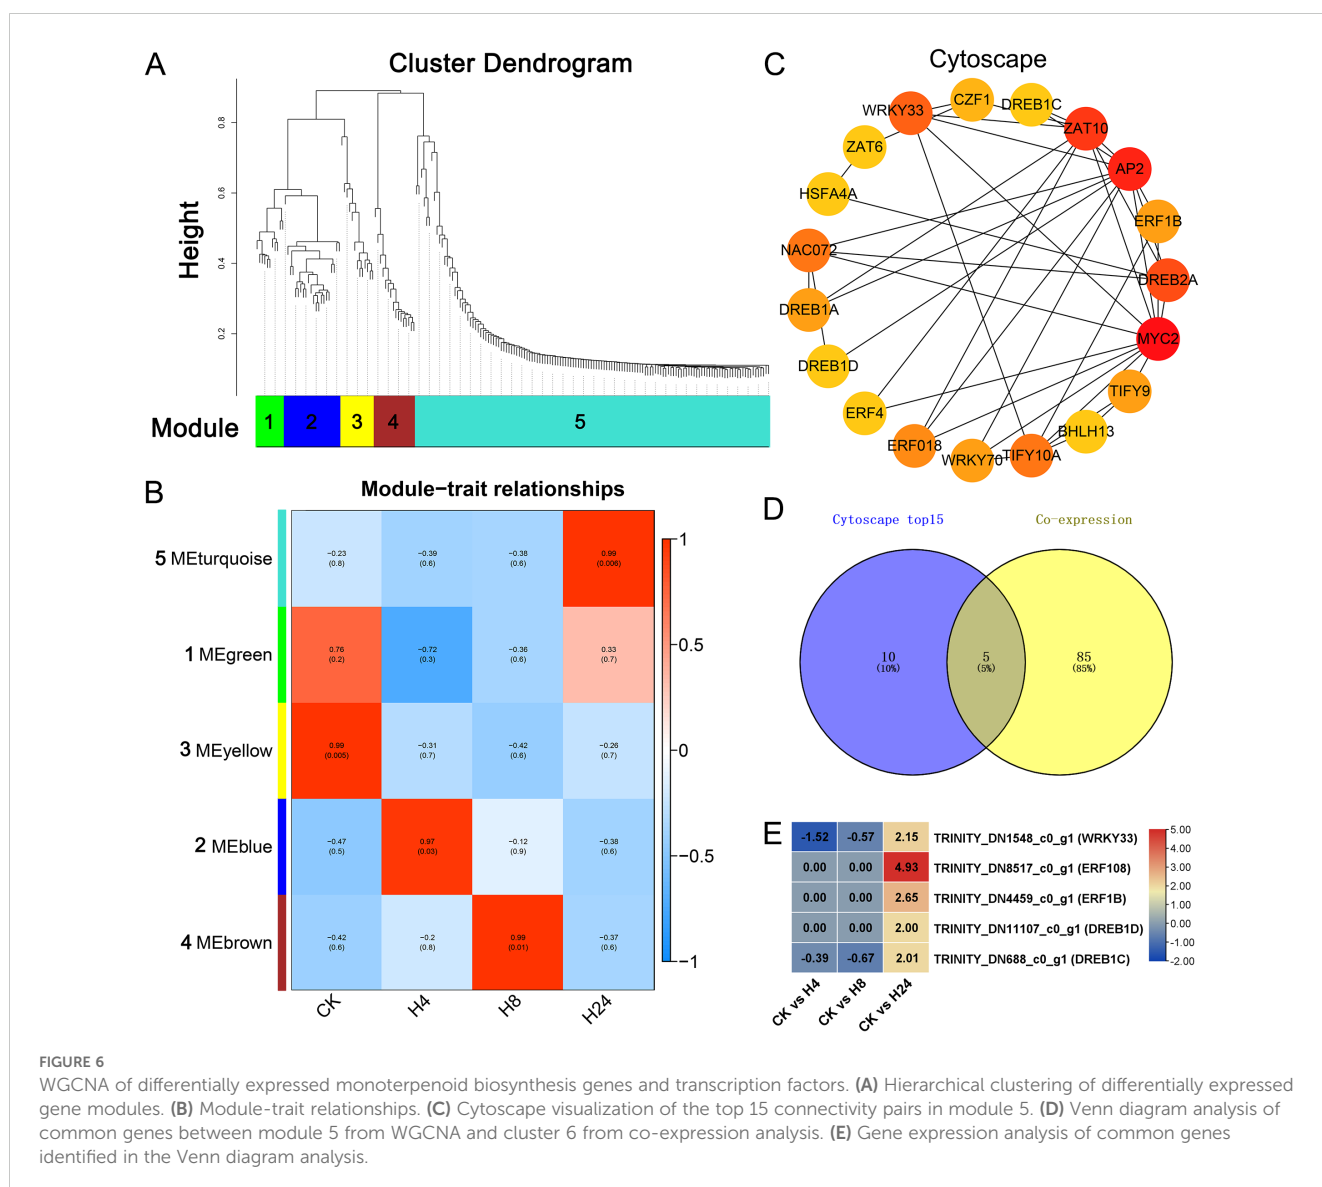 A
Cluster Dendrogram
Height
0.8
0.6
0.4
0.2
Module
1
2
3
4
5
C
Cytoscape
WRKY33
CZF1
DREB1C
ZAT10
ZAT6
AP2
HSFA4A
ERF1B
NAC072
DREB2A
DREB1A
MYC2
DREB1D
TIFY9
ERF4
BHLH13
ERF018
WRKY70
TIFY10A
B
Module−trait relationships
5 MEturquoise
−0.23 −0.39 −0.38 0.99
(0.8) (0.6) (0.6) (0.006)
1 MEgreen
0.76 −0.72 −0.36 0.33
(0.2) (0.3) (0.6) (0.7)
3 MEyellow
0.99 −0.31 −0.42 −0.26
(0.005) (0.7) (0.6) (0.7)
2 MEblue
−0.47 0.97 −0.12 −0.38
(0.5) (0.03) (0.9) (0.6)
4 MEbrown
−0.42 −0.2 0.99 −0.37
(0.6) (0.8) (0.01) (0.6)
CK H4 H8 H24
1
0.5
0
−0.5
−1
D
Cytoscape top15 Co-expression
10 5 85
(10%) (5%) (85%)
E
-1.52 -0.57 2.15 TRINITY_DN1548_c0_g1 (WRKY33)
0.00 0.00 4.93 TRINITY_DN8517_c0_g1 (ERF108)
0.00 0.00 2.65 TRINITY_DN4459_c0_g1 (ERF1B)
0.00 0.00 2.00 TRINITY_DN11107_c0_g1 (DREB1D)
-0.39 -0.67 2.01 TRINITY_DN688_c0_g1 (DREB1C)
CK vs H4 CK vs H8 CK vs H24
5.00
4.00
3.00
2.00
1.00
0.00
-1.00
-2.00
FIGURE 6
WGCNA of differentially expressed monoterpenoid biosynthesis genes and transcription factors. (A) Hierarchical clustering of differentially expressed
gene modules. (B) Module-trait relationships. (C) Cytoscape visualization of the top 15 connectivity pairs in module 5. (D) Venn diagram analysis of
common genes between module 5 from WGCNA and cluster 6 from co-expression analysis. (E) Gene expression analysis of common genes
identified in the Venn diagram analysis.